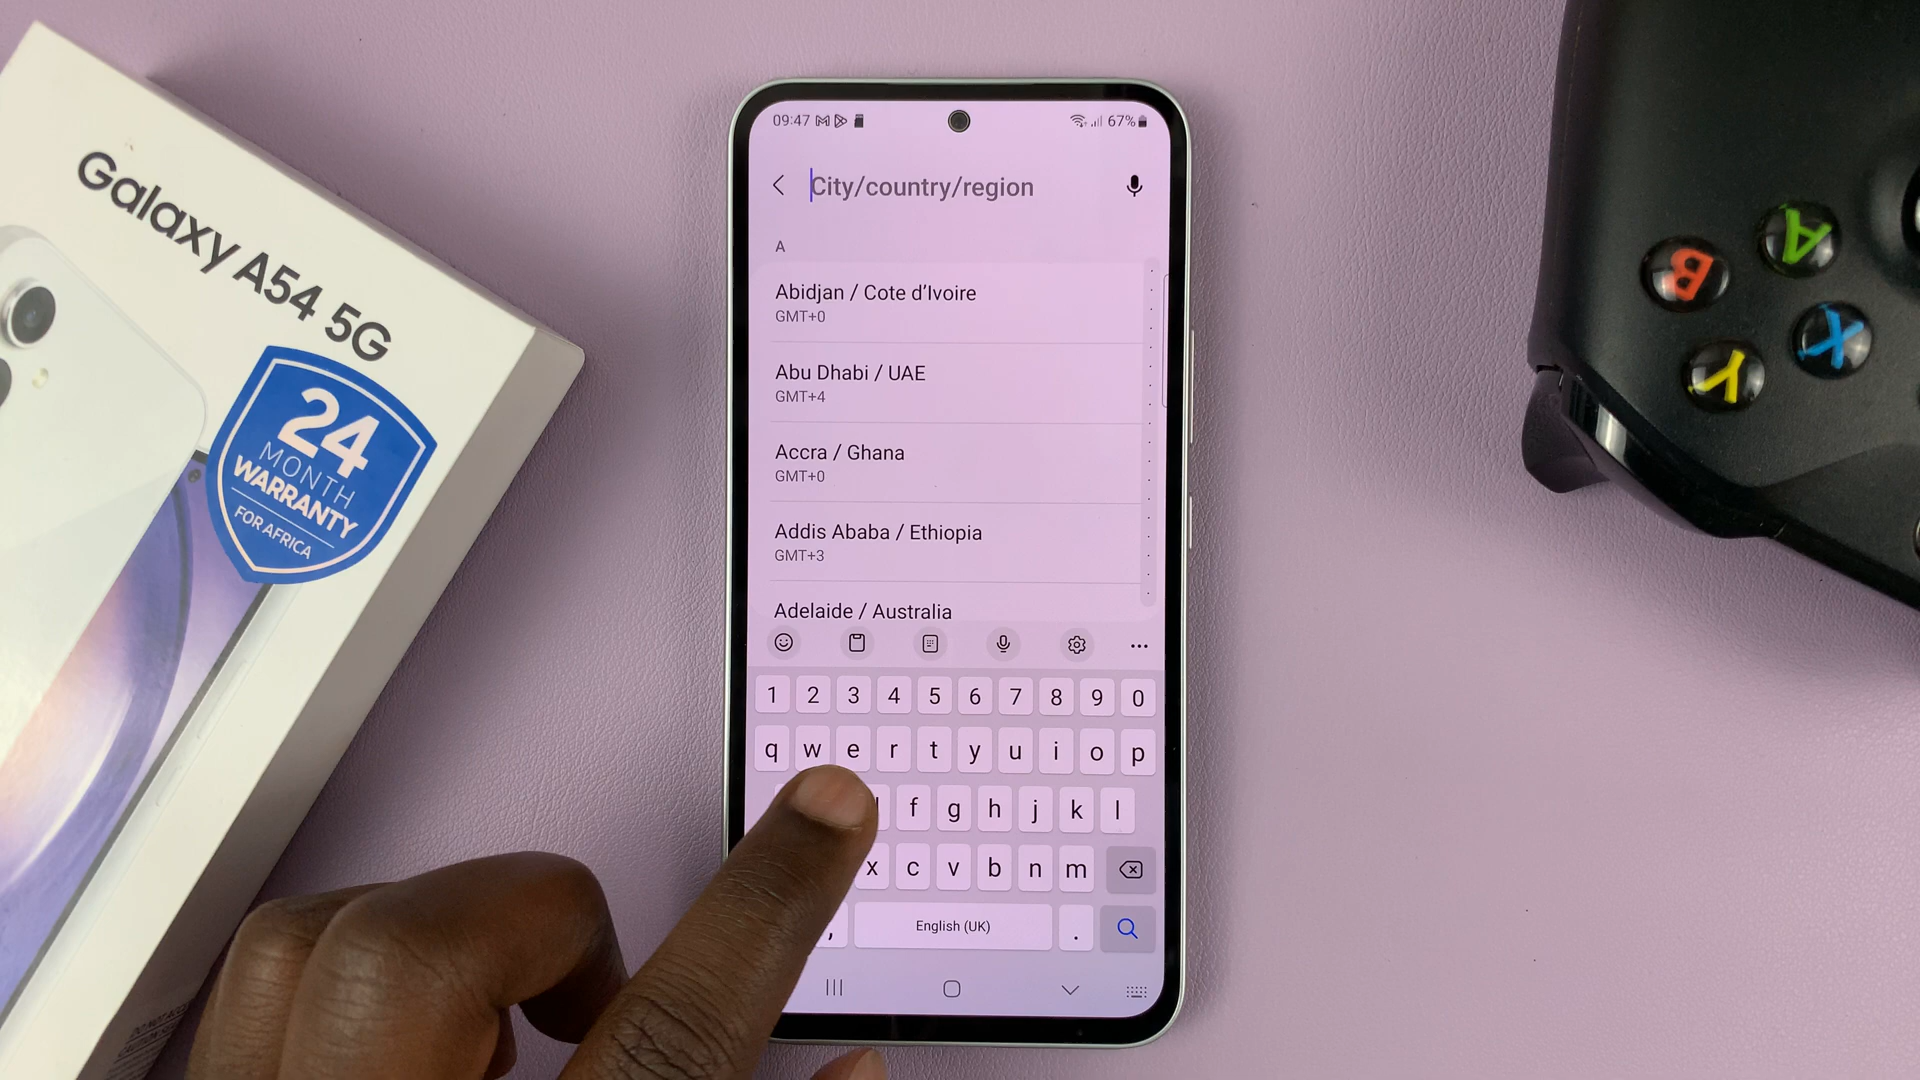 Galaxy A54 5G
24
MONTH
WARRANTY
FOR AFRICA
09:47
67%
City/country/region
A
Abidjan / Cote d'Ivoire
GMT+0
Abu Dhabi / UAE
GMT+4
Accra / Ghana
GMT+0
Addis Ababa / Ethiopia
GMT+3
Adelaide / Australia
1 2 3 4 5 6 7 8 9 0
q w e r t y u i o p
f g h j k l
x c v b n m
, English (UK) .
A
B
X
Y